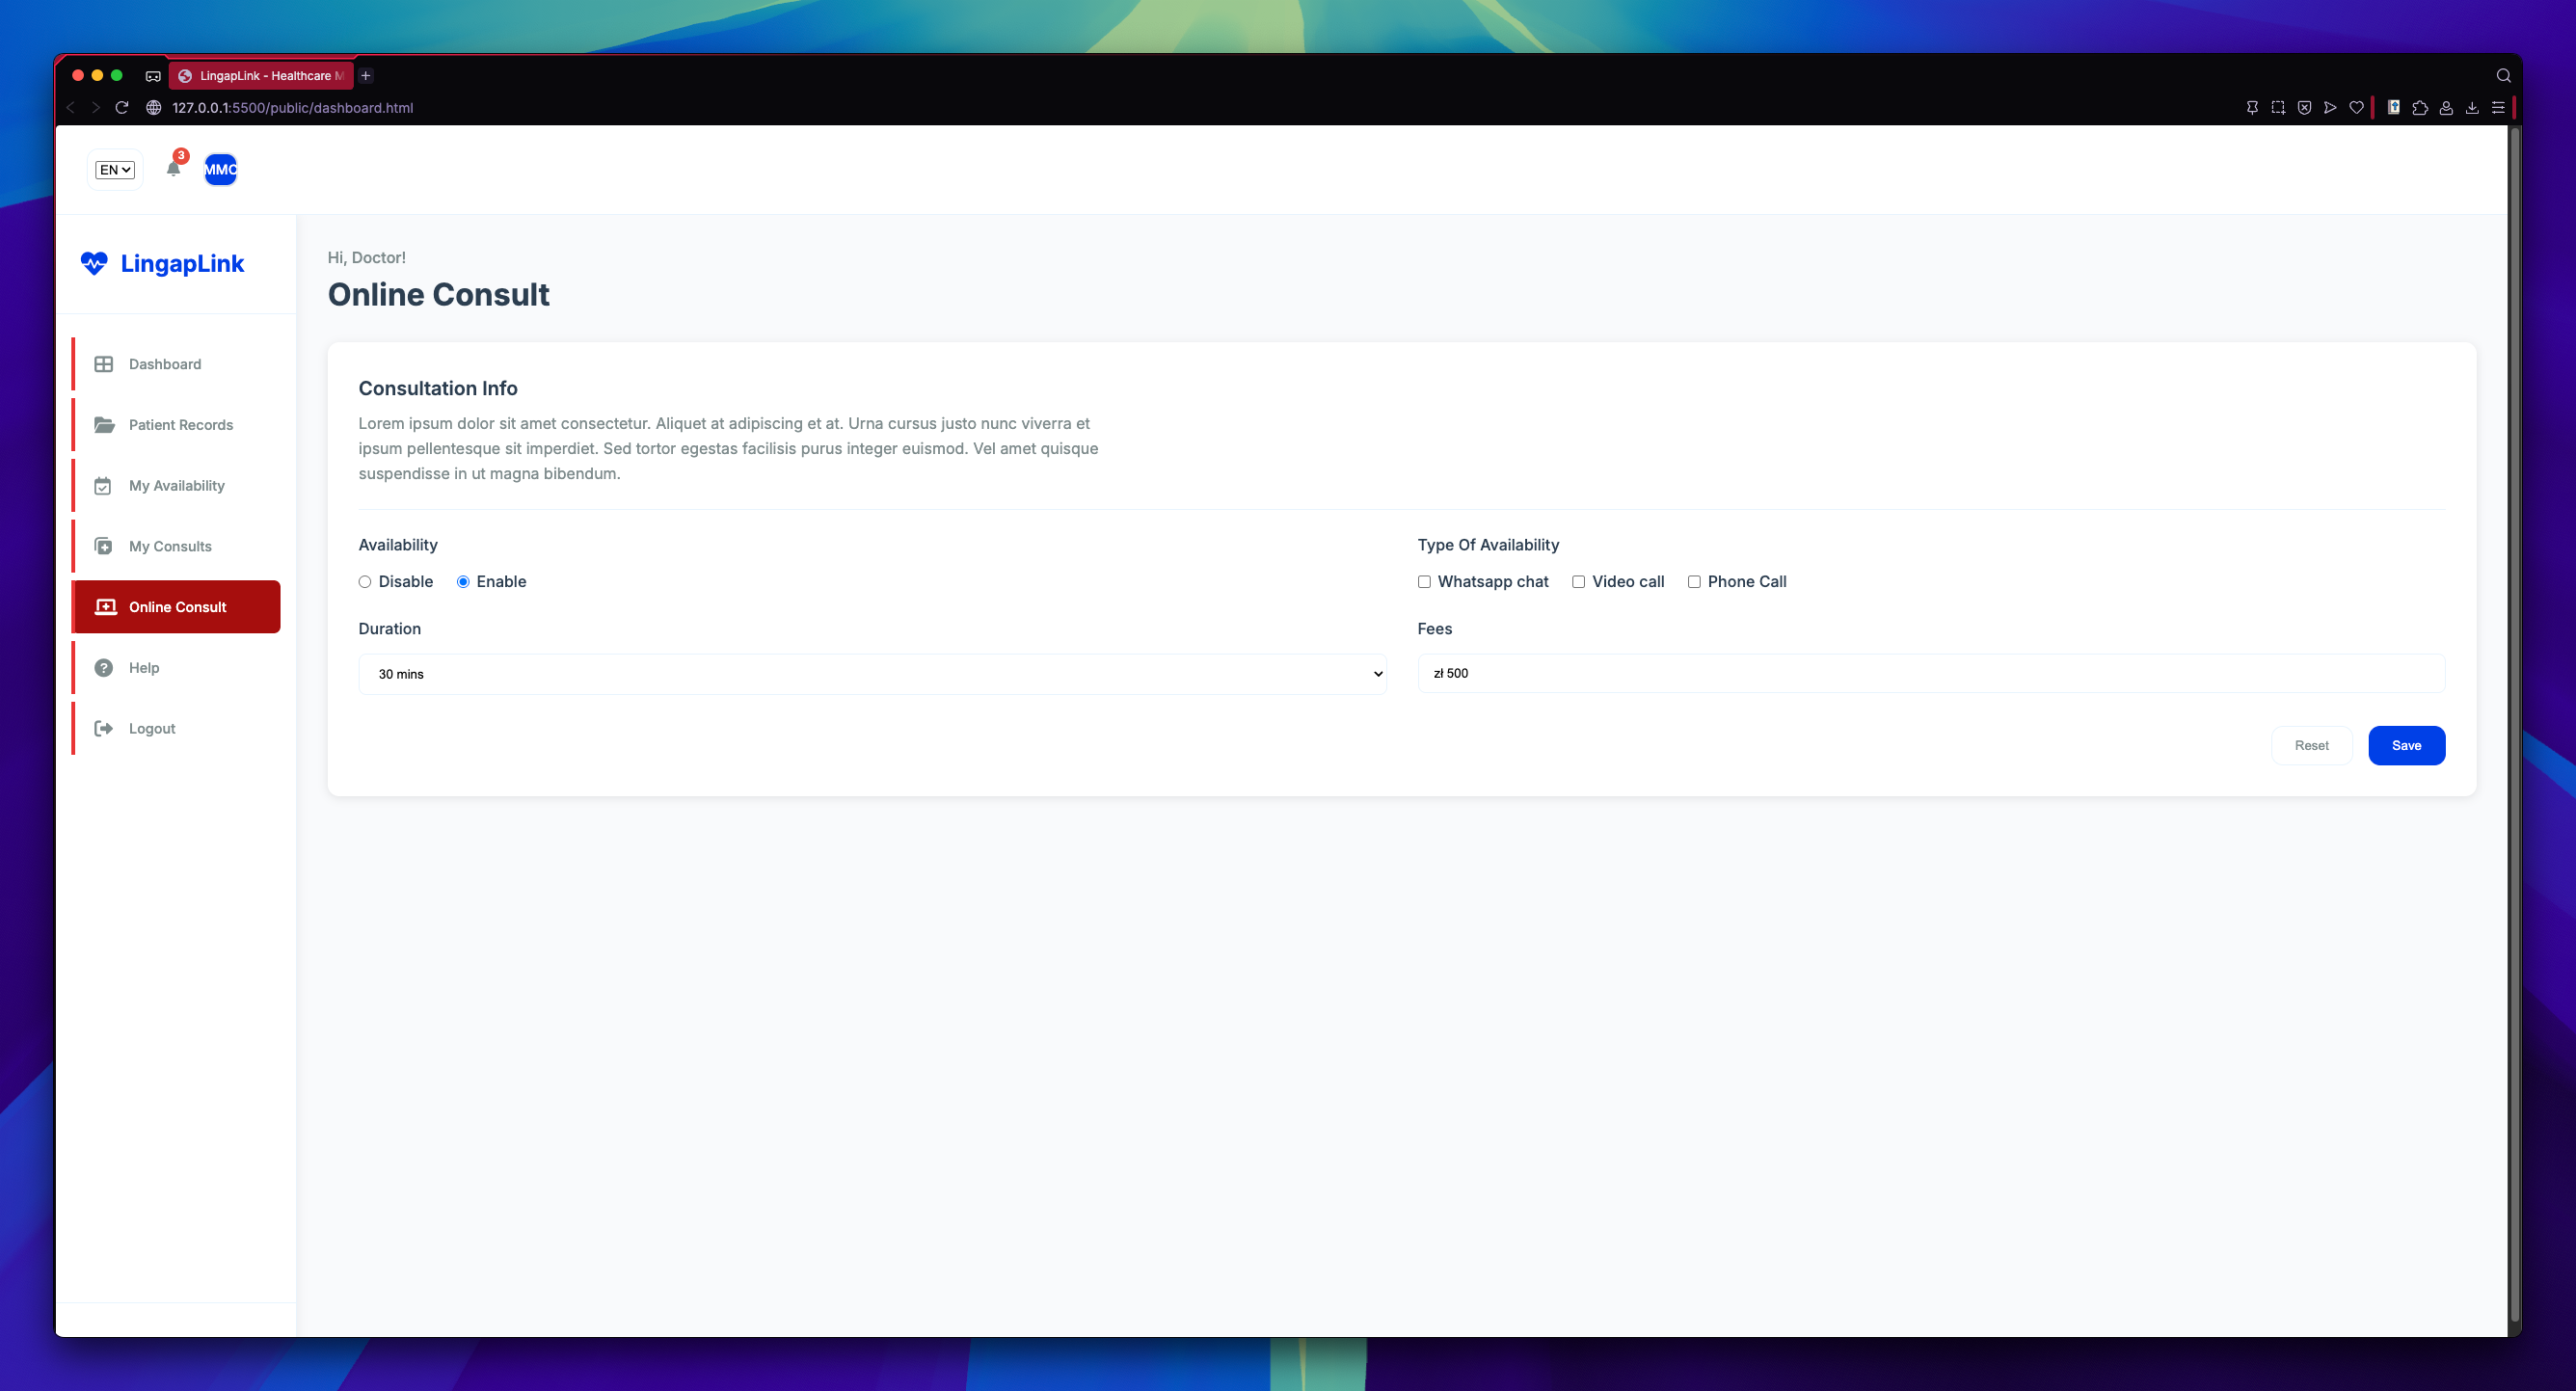 LingapLink - Healthcare M
127.0.0.1:5500/public/dashboard.html
EN
3
MMC
LingapLink
Dashboard
Patient Records
My Availability
My Consults
Online Consult
Help
Logout
Hi, Doctor!
Online Consult
Consultation Info
Lorem ipsum dolor sit amet consectetur. Aliquet at adipiscing et at. Urna cursus justo nunc viverra et
ipsum pellentesque sit imperdiet. Sed tortor egestas facilisis purus integer euismod. Vel amet quisque
suspendisse in ut magna bibendum.
Availability
Disable Enable
Type Of Availability
Whatsapp chat Video call Phone Call
Duration
30 mins
Fees
zł 500
Reset Save